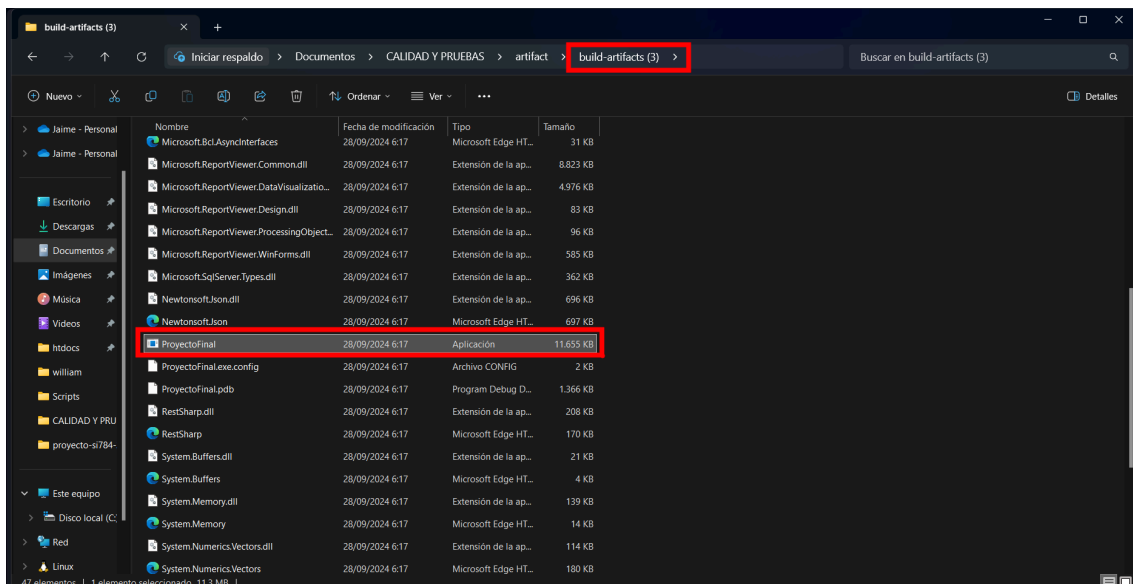 build-artifacts (3)
Iniciar respaldo > Documentos > CALIDAD Y PRUEBAS > artifact > build-artifacts (3) >
Buscar en build-artifacts (3)
Nuevo
Ordenar
Ver
Detalles
Jaime - Personal
Jaime - Personal
Escritorio
Descargas
Documentos
Imágenes
Música
Videos
htdocs
william
Scripts
CALIDAD Y PRU
proyecto-si784-
Este equipo
Disco local (C:
Red
Linux
Nombre Fecha de modificación Tipo Tamaño
Microsoft.Bcl.AsyncInterfaces 28/09/2024 6:17 Microsoft Edge HT... 31 KB
Microsoft.ReportViewer.Common.dll 28/09/2024 6:17 Extensión de la ap... 8.823 KB
Microsoft.ReportViewer.DataVisualizatio... 28/09/2024 6:17 Extensión de la ap... 4.976 KB
Microsoft.ReportViewer.Design.dll 28/09/2024 6:17 Extensión de la ap... 83 KB
Microsoft.ReportViewer.ProcessingObject... 28/09/2024 6:17 Extensión de la ap... 96 KB
Microsoft.ReportViewer.WinForms.dll 28/09/2024 6:17 Extensión de la ap... 585 KB
Microsoft.SqlServer.Types.dll 28/09/2024 6:17 Extensión de la ap... 362 KB
Newtonsoft.Json.dll 28/09/2024 6:17 Extensión de la ap... 696 KB
Newtonsoft.Json 28/09/2024 6:17 Microsoft Edge HT... 697 KB
ProyectoFinal 28/09/2024 6:17 Aplicación 11.655 KB
ProyectoFinal.exe.config 28/09/2024 6:17 Archivo CONFIG 2 KB
ProyectoFinal.pdb 28/09/2024 6:17 Program Debug D... 1.366 KB
RestSharp.dll 28/09/2024 6:17 Extensión de la ap... 208 KB
RestSharp 28/09/2024 6:17 Microsoft Edge HT... 170 KB
System.Buffers.dll 28/09/2024 6:17 Extensión de la ap... 21 KB
System.Buffers 28/09/2024 6:17 Microsoft Edge HT... 4 KB
System.Memory.dll 28/09/2024 6:17 Extensión de la ap... 139 KB
System.Memory 28/09/2024 6:17 Microsoft Edge HT... 14 KB
System.Numerics.Vectors.dll 28/09/2024 6:17 Extensión de la ap... 114 KB
System.Numerics.Vectors 28/09/2024 6:17 Microsoft Edge HT... 180 KB
47 elementos | 1 elemento seleccionado 11,3 MB |